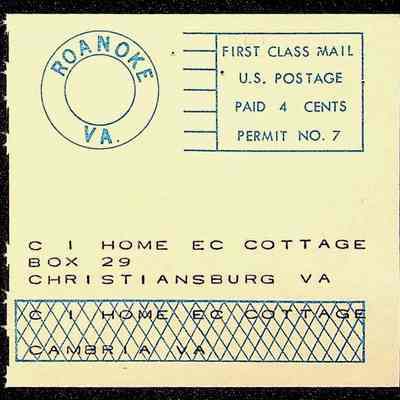 ROANOKE
VA.
FIRST CLASS MAIL
U.S. POSTAGE
PAID 4 CENTS
PERMIT NO. 7
C I HOME EC COTTAGE
BOX 29
CHRISTIANSBURG VA
C I HOME EC COTTAGE
CAMBRIA VA